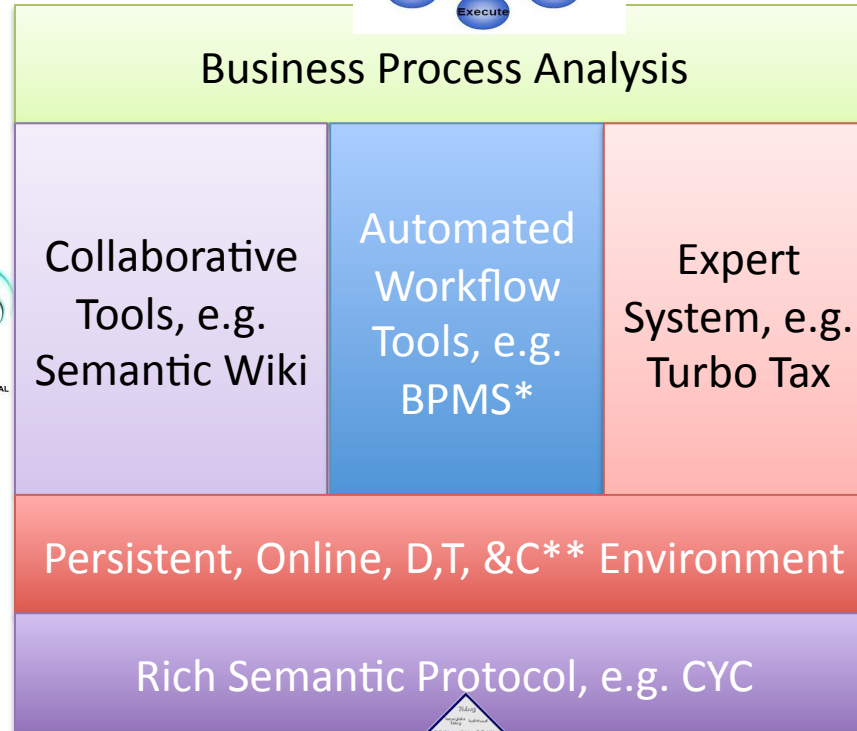 Execute
Business Process Analysis
Collaborative
Tools, e.g.
Semantic Wiki
Automated
Workflow
Tools, e.g.
BPMS*
Expert
System, e.g.
Turbo Tax
Persistent, Online, D,T, &C** Environment
Rich Semantic Protocol, e.g. CYC